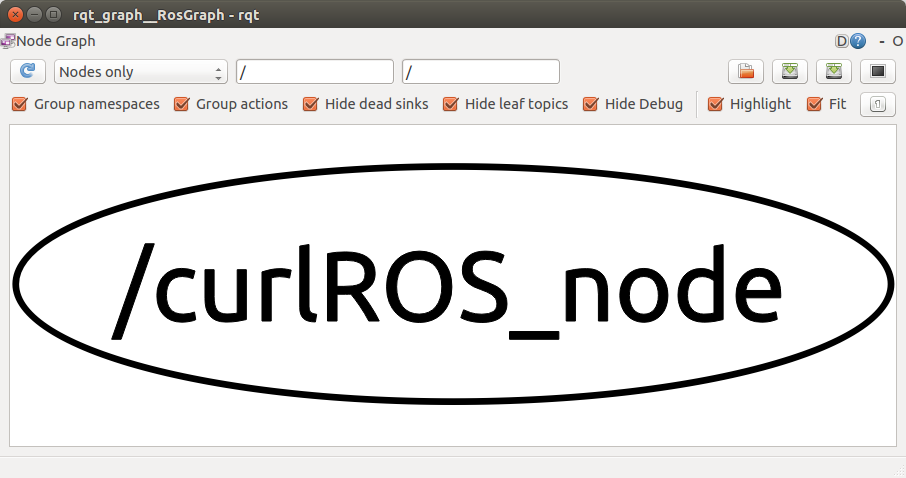 rqt_graph__RosGraph - rqt
Node Graph D ? - O
Nodes only / /
Group namespaces Group actions Hide dead sinks Hide leaf topics Hide Debug Highlight Fit
/curlROS_node